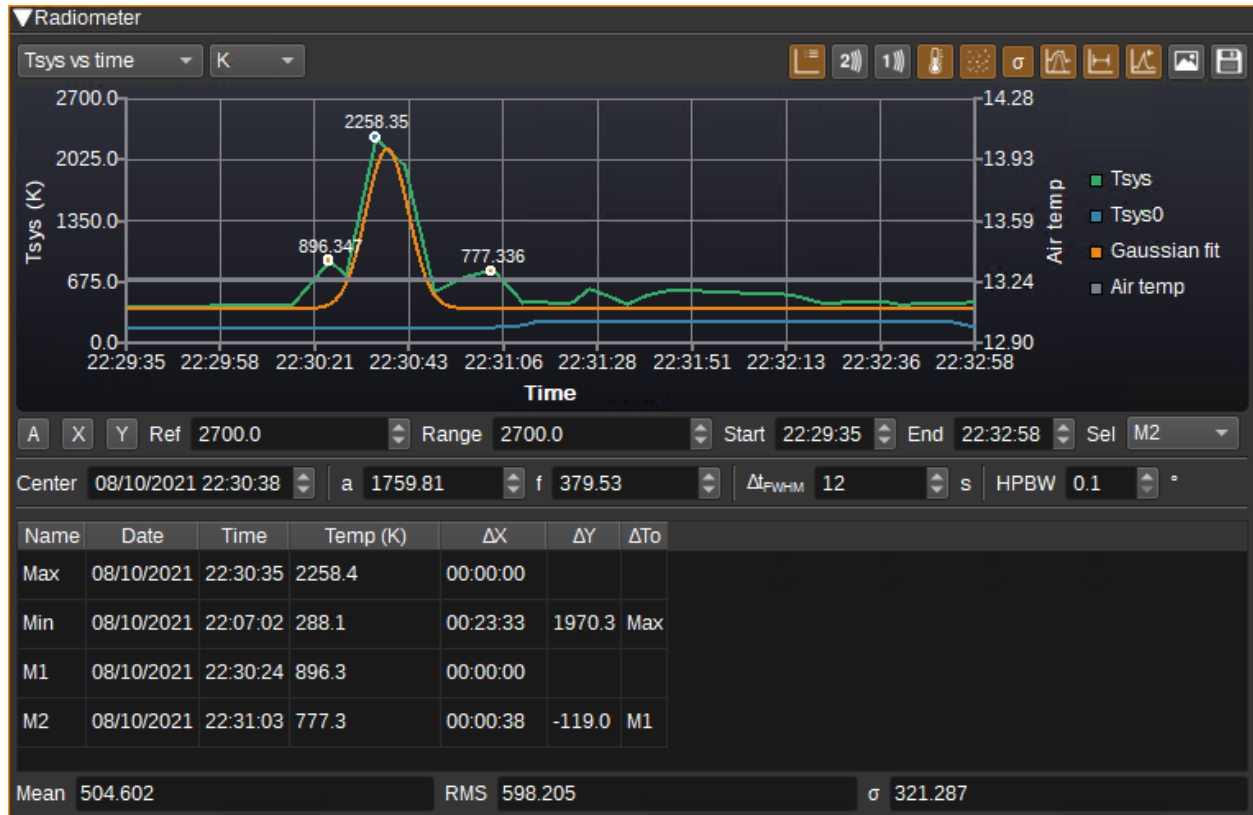 ▼Radiometer
Tsys vs time K 2 1 σ
2700.0 14.28
2258.35
2025.0 13.93
Tsys
Tsys (K)
Air temp
Tsys0
1350.0 13.59
896.347 777.336
Gaussian fit
675.0 13.24
Air temp
0.0 12.90
22:29:35 22:29:58 22:30:21 22:30:43 22:31:06 22:31:28 22:31:51 22:32:13 22:32:36 22:32:58
Time
A X Y Ref 2700.0 Range 2700.0 Start 22:29:35 End 22:32:58 Sel M2
Center 08/10/2021 22:30:38 a 1759.81 f 379.53 Δt FWHM 12 s HPBW 0.1 °
Name Date Time Temp (K) ΔX ΔY ΔTo
Max 08/10/2021 22:30:35 2258.4 00:00:00
Min 08/10/2021 22:07:02 288.1 00:23:33 1970.3 Max
M1 08/10/2021 22:30:24 896.3 00:00:00
M2 08/10/2021 22:31:03 777.3 00:00:38 -119.0 M1
Mean 504.602 RMS 598.205 σ 321.287